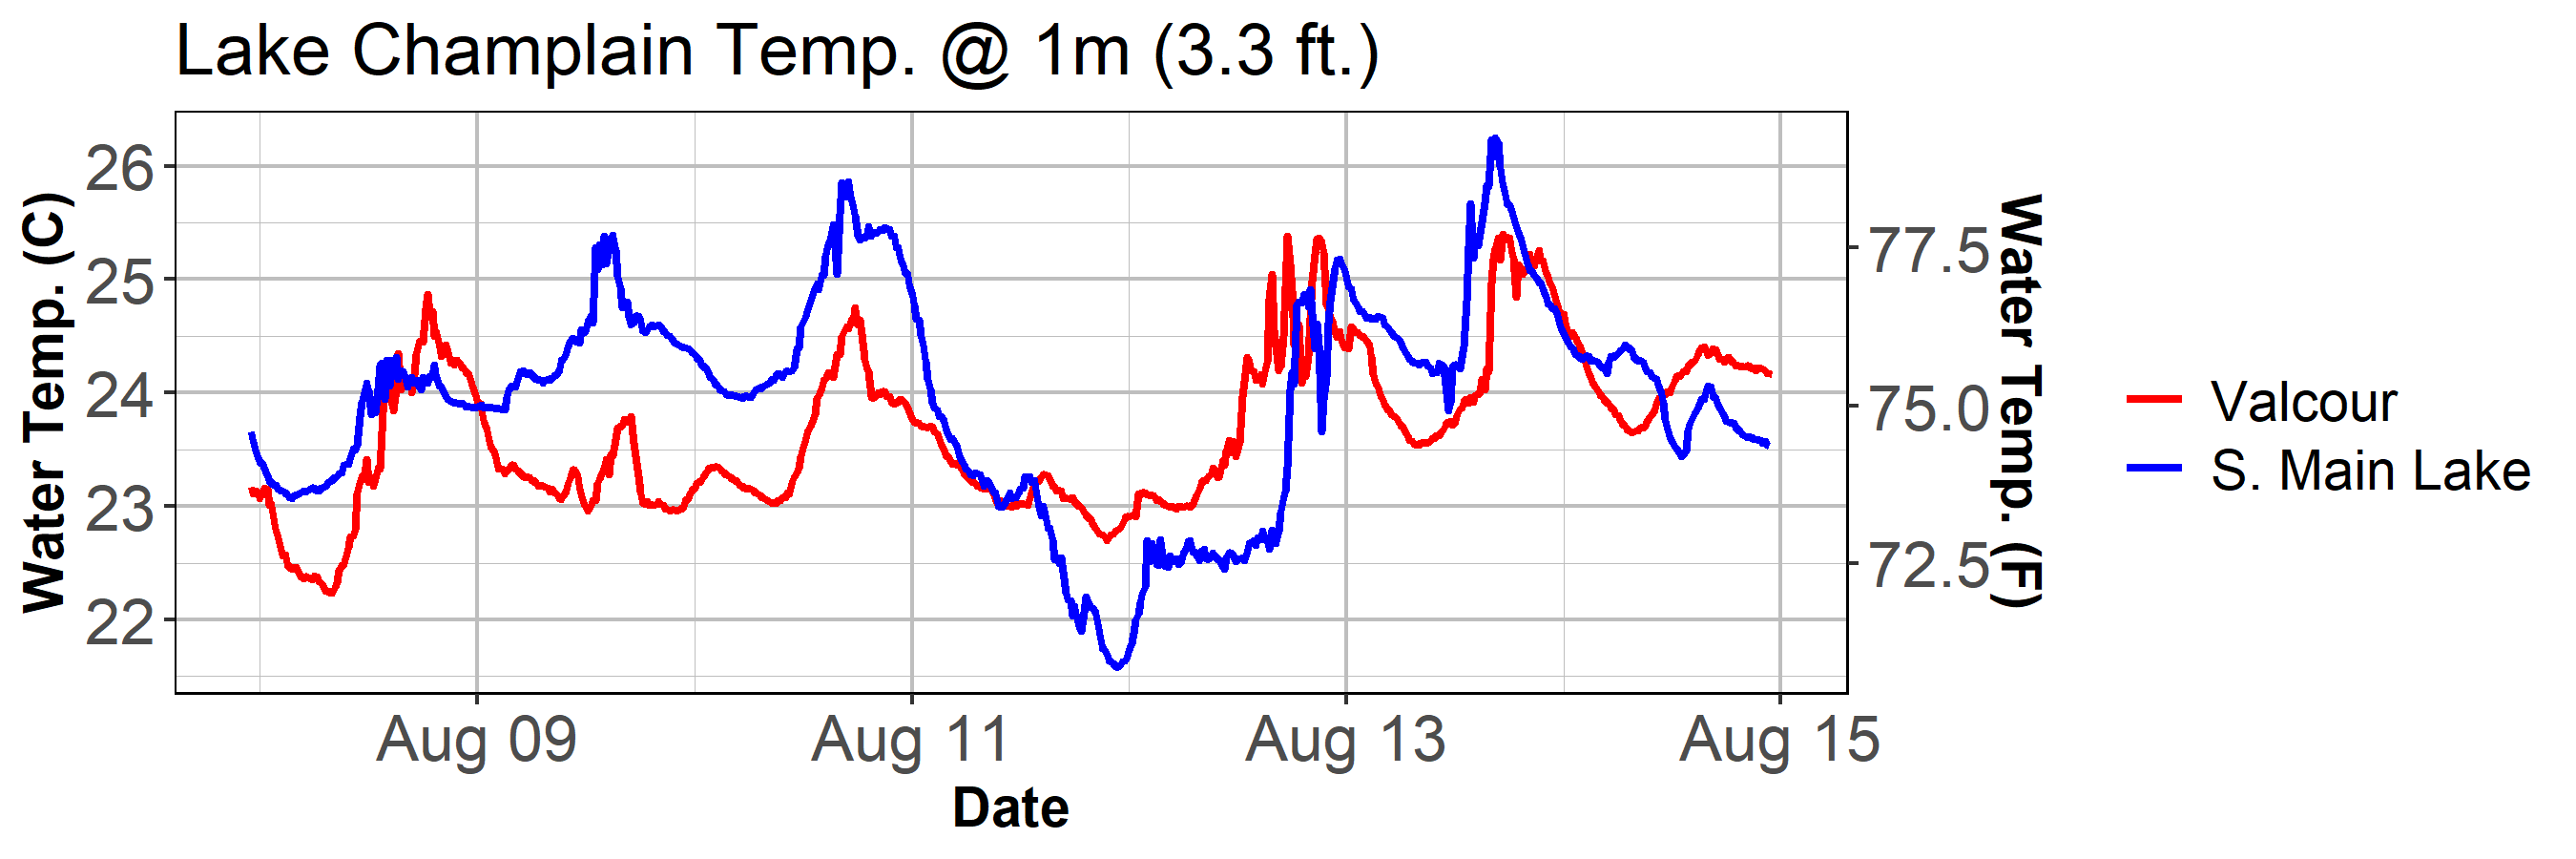 Lake Champlain Temp. @ 1m (3.3 ft.)
Water Temp. (C)
26
25
24
23
22
77.5
75.0
72.5
Water Temp. (F)
Aug 09
Aug 11
Aug 13
Aug 15
Date
Valcour
S. Main Lake